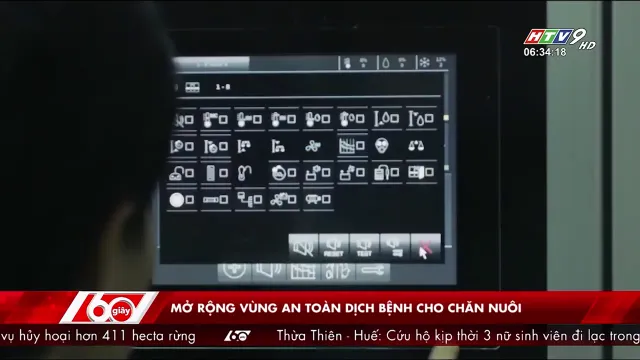 HTV9 HD
06:34:18
1-8
RESET
TEST
60 giây
MỞ RỘNG VÙNG AN TOÀN DỊCH BỆNH CHO CHĂN NUÔI
vụ hủy hoại hơn 411 hecta rừng
60
Thừa Thiên - Huế: Cứu hộ kịp thời 3 nữ sinh viên đi lạc trong